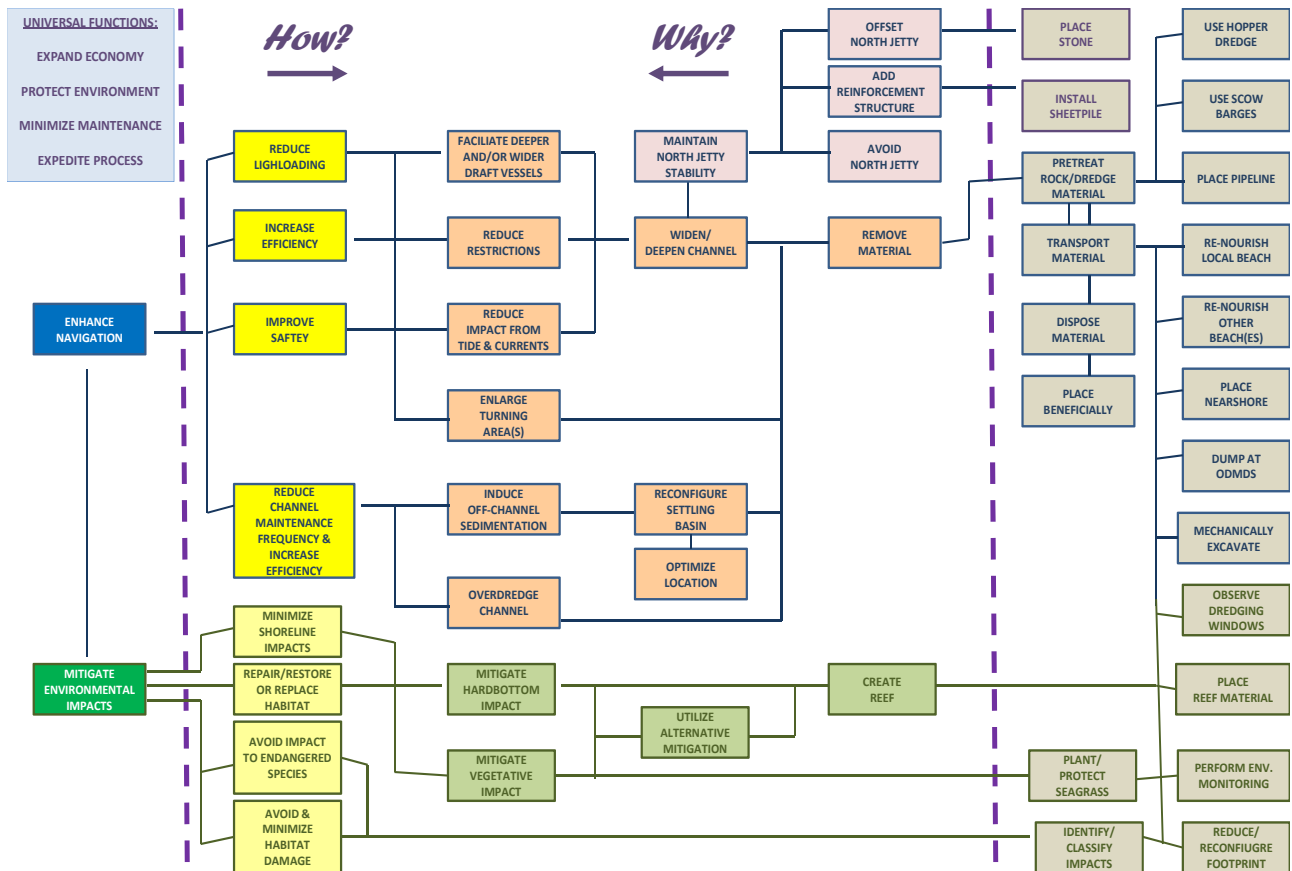 UNIVERSAL FUNCTIONS:
EXPAND ECONOMY
PROTECT ENVIRONMENT
MINIMIZE MAINTENANCE
EXPEDITE PROCESS
How?
Why?
ENHANCE
NAVIGATION
MITIGATE
ENVIRONMENTAL
IMPACTS
REDUCE
LIGHLOADING
INCREASE
EFFICIENCY
IMPROVE
SAFTEY
REDUCE
CHANNEL
MAINTENANCE
FREQUENCY &
INCREASE
EFFICIENCY
MINIMIZE
SHORELINE
IMPACTS
REPAIR/RESTORE
OR REPLACE
HABITAT
AVOID IMPACT
TO ENDANGERED
SPECIES
AVOID &
MINIMIZE
HABITAT
DAMAGE
FACILIATE DEEPER
AND/OR WIDER
DRAFT VESSELS
REDUCE
RESTRICTIONS
REDUCE
IMPACT FROM
TIDE & CURRENTS
ENLARGE
TURNING
AREA(S)
INDUCE
OFF-CHANNEL
SEDIMENTATION
OVERDREDGE
CHANNEL
MITIGATE
HARDBOTTOM
IMPACT
MITIGATE
VEGETATIVE
IMPACT
MAINTAIN
NORTH JETTY
STABILITY
WIDEN/
DEEPEN CHANNEL
RECONFIGURE
SETTLING
BASIN
OPTIMIZE
LOCATION
UTILIZE
ALTERNATIVE
MITIGATION
OFFSET
NORTH JETTY
ADD
REINFORCEMENT
STRUCTURE
AVOID
NORTH JETTY
REMOVE
MATERIAL
CREATE
REEF
PLACE
STONE
INSTALL
SHEETPILE
PRETREAT
ROCK/DREDGE
MATERIAL
TRANSPORT
MATERIAL
DISPOSE
MATERIAL
PLACE
BENEFICIALLY
PLANT/
PROTECT
SEAGRASS
IDENTIFY/
CLASSIFY
IMPACTS
USE HOPPER
DREDGE
USE SCOW
BARGES
PLACE PIPELINE
RE-NOURISH
LOCAL BEACH
RE-NOURISH
OTHER
BEACH(ES)
PLACE
NEARSHORE
DUMP AT
ODMDS
MECHANICALLY
EXCAVATE
OBSERVE
DREDGING
WINDOWS
PLACE
REEF MATERIAL
PERFORM ENV.
MONITORING
REDUCE/
RECONFIUGRE
FOOTPRINT